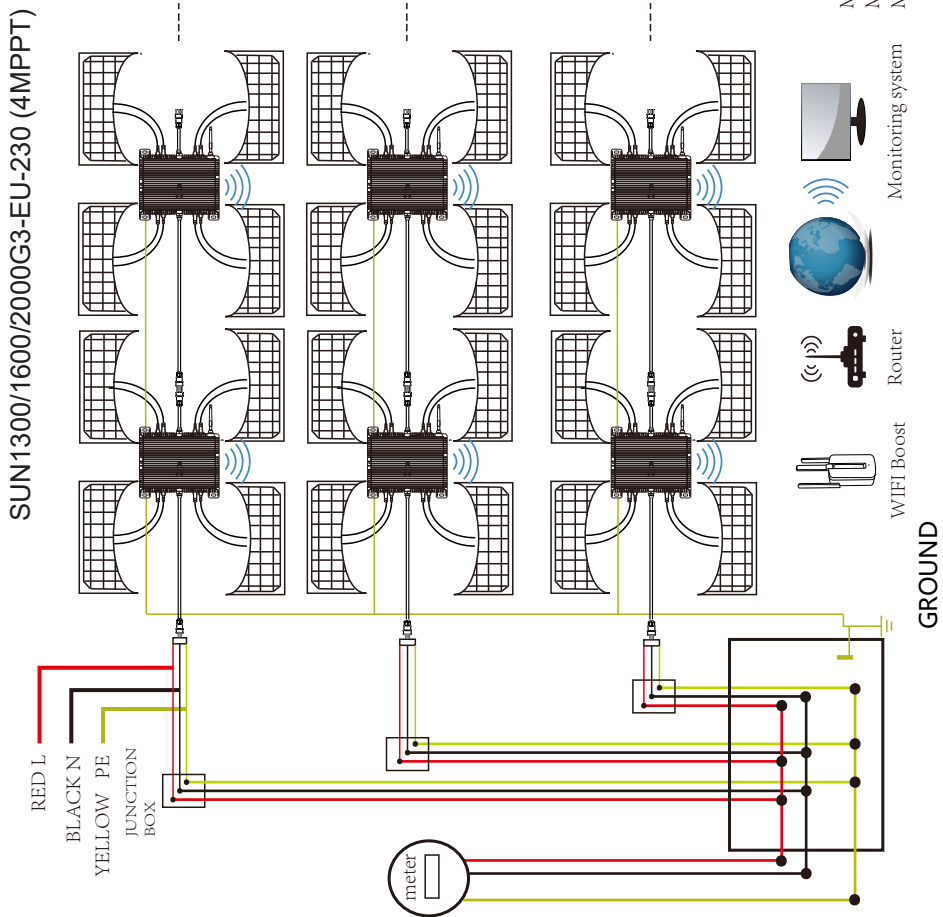 SUN1300/1600/2000G3-EU-230 (4MPPT)
RED L
BLACK N
YELLOW PE
JUNCTION
BOX
meter
WIFI Boost
Router
Monitoring system
GROUND
M
M
M